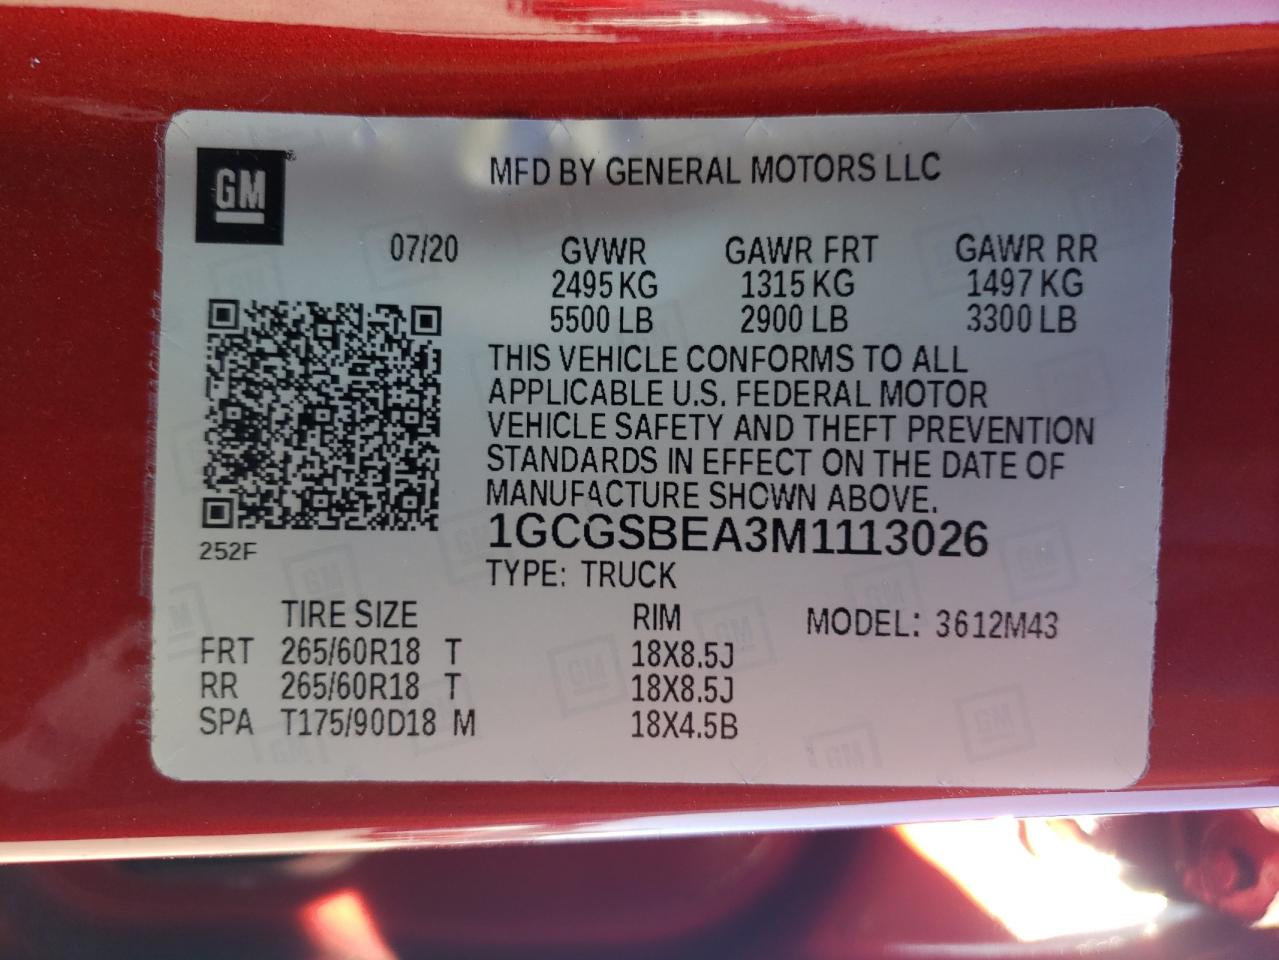 GM
MFD BY GENERAL MOTORS LLC
07/20 GVWR GAWR FRT GAWR RR
2495 KG 1315 KG 1497 KG
5500 LB 2900 LB 3300 LB
THIS VEHICLE CONFORMS TO ALL
APPLICABLE U.S. FEDERAL MOTOR
VEHICLE SAFETY AND THEFT PREVENTION
STANDARDS IN EFFECT ON THE DATE OF
MANUFACTURE SHOWN ABOVE.
1GCGSBEA3M1113026
252F
TYPE: TRUCK
TIRE SIZE RIM MODEL: 3612M43
FRT 265/60R18 T 18X8.5J
RR 265/60R18 T 18X8.5J
SPA T175/90D18 M 18X4.5B